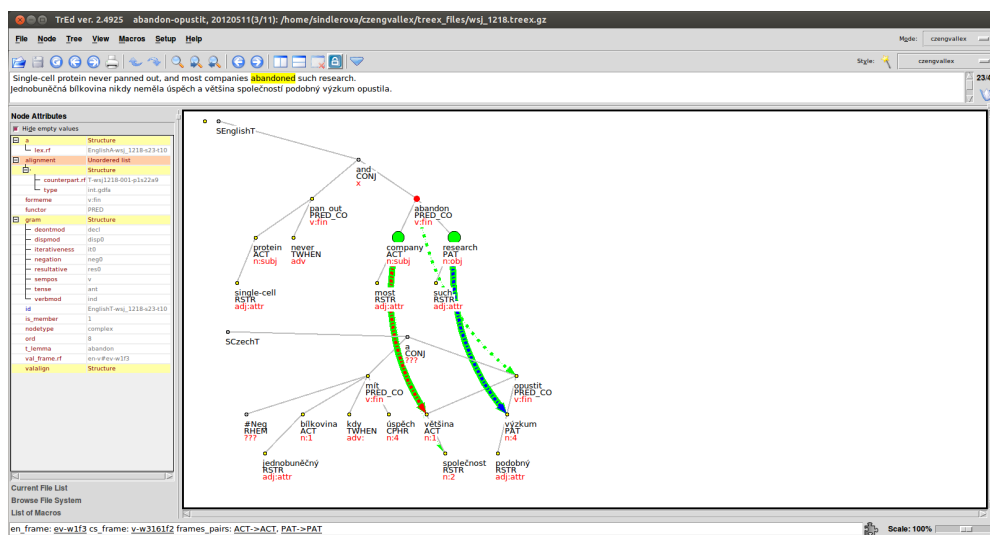 TrEd ver. 2.4925 abandon-opustit, 20120511(3/11): /home/sindlerova/czengvallex/treex_files/wsj_1218.treex.gz
File Node Tree View Macros Setup Help
Mode: czengvallex
Style: czengvallex
Single-cell protein never panned out, and most companies abandoned such research.
Jednobuněčná bílkovina nikdy neměla úspěch a většina společností podobný výzkum opustila.
23/4
Node Attributes
Hide empty values
a Structure
lex.rf EnglishA-wsj_1218-s23-t10
alignment Unordered list
Structure
counterpart.rf T-wsj1218-001-p1s22a9
type int.gdfa
formeme v:fin
functor PRED
gram Structure
deontmod decl
dispmod disp0
iterativeness it0
negation neg0
resultative res0
sempos v
tense ant
verbmod ind
id EnglishT-wsj_1218-s23-t10
is_member 1
nodetype complex
ord 8
t_lemma abandon
val_frame.rf en-v#ev-w1f3
valalign Structure
Current File List
Browse File System
List of Macros
SEnglishT
and
CONJ
x
pan_out
PRED_CO
v:fin
abandon
PRED_CO
v:fin
protein
ACT
n:subj
never
TWHEN
adv
company
ACT
n:subj
research
PAT
n:obj
single-cell
RSTR
adj:attr
most
RSTR
adj:attr
such
RSTR
adj:attr
SCzechT
a
CONJ
???
mít
PRED_CO
v:fin
opustit
PRED_CO
v:fin
#Neg
RHEM
???
bílkovina
ACT
n:1
kdy
TWHEN
adv:
úspěch
CPHR
n:4
většina
ACT
n:1
výzkum
PAT
n:4
jednobuněčný
RSTR
adj:attr
společnost
RSTR
n:2
podobný
RSTR
adj:attr
en_frame: ev-w1f3 cs_frame: v-w3161f2 frames_pairs: ACT->ACT, PAT->PAT
Scale: 100%